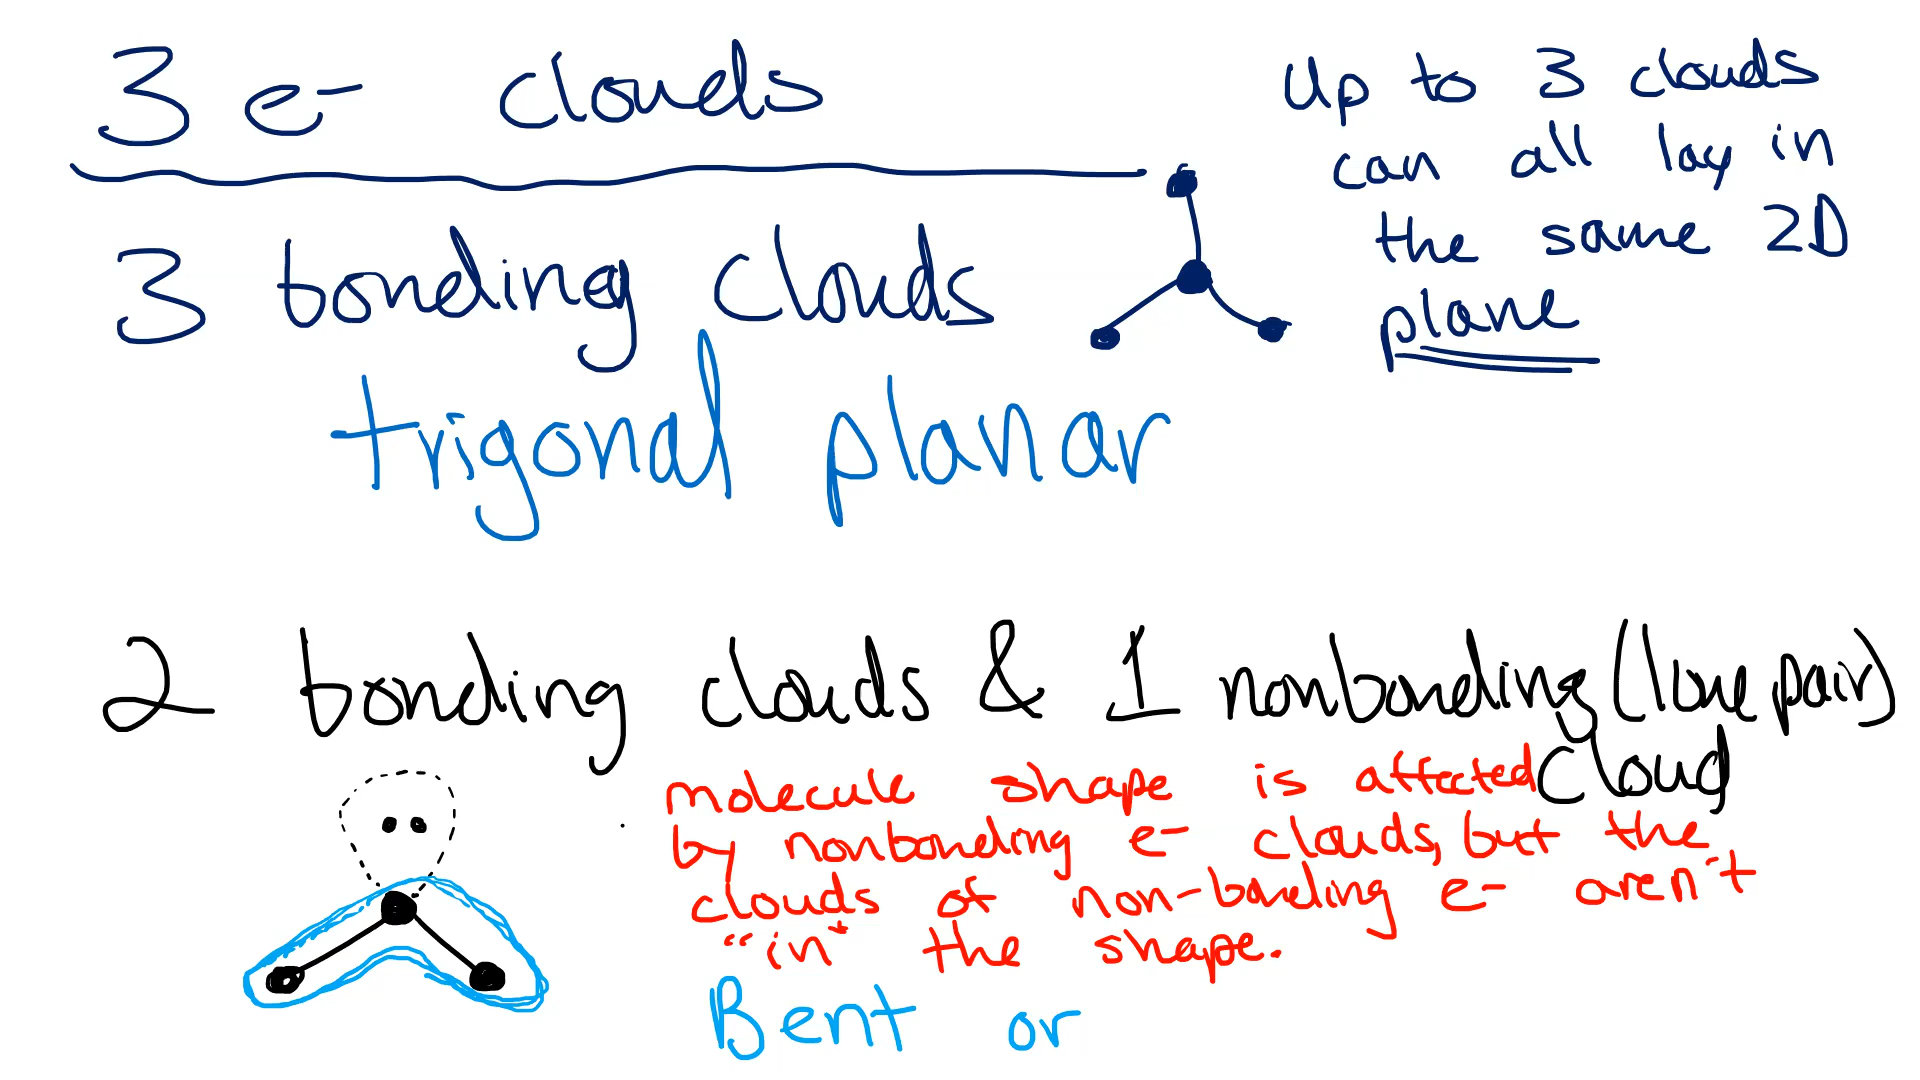 3 e- clouds
Up to 3 clouds
can all lay in
the same 2D
plane
3 bonding clouds
trigonal planar
2 bonding clouds & 1 nonbonding (lone pair)
cloud
molecule shape is affected
by nonbonding e- clouds, but the
clouds of non-bonding e- aren't
"in" the shape.
Bent or